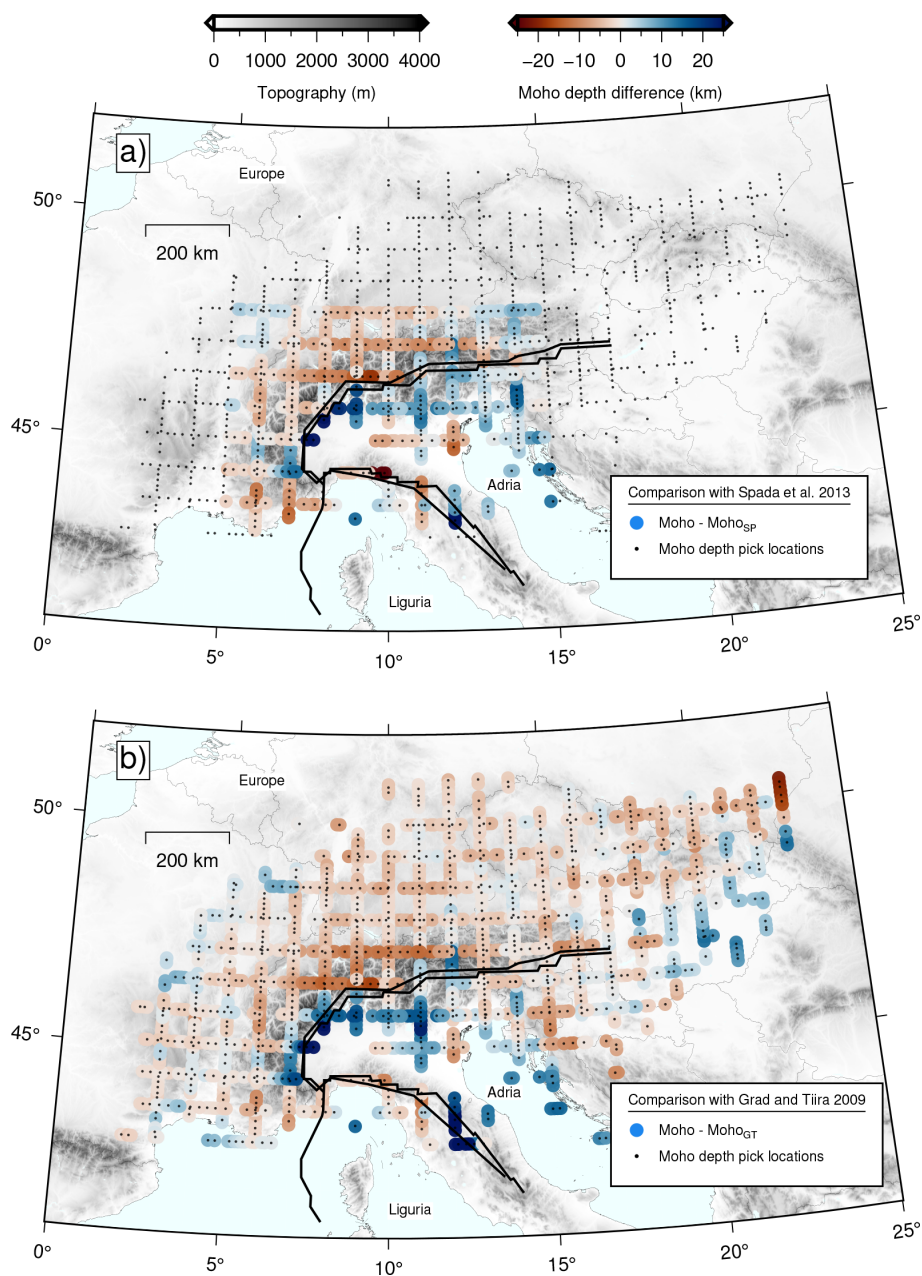 0 1000 2000 3000 4000
Topography (m)
−20 −10 0 10 20
Moho depth difference (km)
a)
Europe
50°
200 km
45°
Adria
Comparison with Spada et al. 2013
Moho - MohoSP
Moho depth pick locations
Liguria
0°
5°
10°
15°
20°
25°
b)
Europe
50°
200 km
45°
Adria
Comparison with Grad and Tiira 2009
Moho - MohoGT
Moho depth pick locations
Liguria
0°
5°
10°
15°
20°
25°